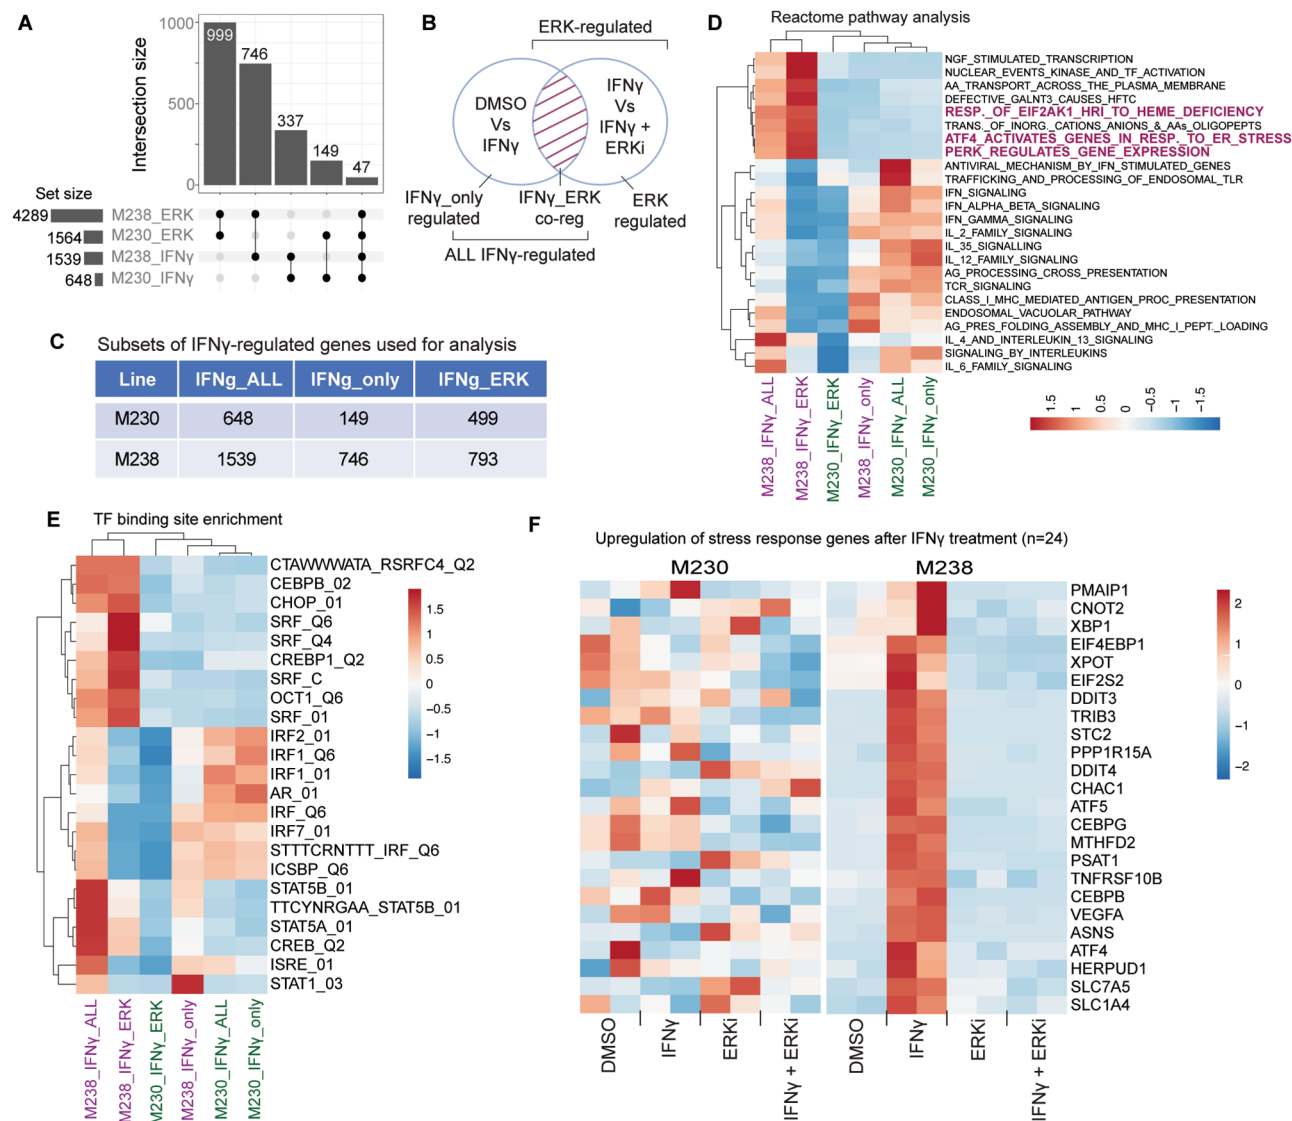 A
Intersection size
1000
500
0
999
746
337
149
47
Set size
4289 M238_ERK
1564 M230_ERK
1539 M238_IFNγ
648 M230_IFNγ
B
ERK-regulated
DMSO
Vs
IFNγ
IFNγ
Vs
IFNγ +
ERKi
IFNγ_only
regulated
IFNγ_ERK
co-reg
ERK
regulated
ALL IFNγ-regulated
C
Subsets of IFNγ-regulated genes used for analysis
Line IFNg_ALL IFNg_only IFNg_ERK
M230 648 149 499
M238 1539 746 793
D
Reactome pathway analysis
NGF_STIMULATED_TRANSCRIPTION
NUCLEAR_EVENTS_KINASE_AND_TF_ACTIVATION
AA_TRANSPORT_ACROSS_THE_PLASMA_MEMBRANE
DEFECTIVE_GALNT3_CAUSES_HFTC
RESP._OF_EIF2AK1_HRI_TO_HEME_DEFICIENCY
TRANS._OF_INORG._CATIONS_ANIONS_&_AAs_OLIGOPEPTS
ATF4_ACTIVATES_GENES_IN_RESP._TO_ER_STRESS
PERK_REGULATES_GENE_EXPRESSION
ANTIVIRAL_MECHANISM_BY_IFN_STIMULATED_GENES
TRAFFICKING_AND_PROCESSING_OF_ENDOSOMAL_TLR
IFN_SIGNALING
IFN_ALPHA_BETA_SIGNALING
IFN_GAMMA_SIGNALING
IL_2_FAMILY_SIGNALING
IL_35_SIGNALLING
IL_12_FAMILY_SIGNALING
AG_PROCESSING_CROSS_PRESENTATION
TCR_SIGNALING
CLASS_I_MHC_MEDIATED_ANTIGEN_PROC_PRESENTATION
ENDOSOMAL_VACUOLAR_PATHWAY
AG_PRES_FOLDING_ASSEMBLY_AND_MHC_I_PEPT._LOADING
IL_4_AND_INTERLEUKIN_13_SIGNALING
SIGNALING_BY_INTERLEUKINS
IL_6_FAMILY_SIGNALING
M238_IFNγ_ALL
M238_IFNγ_ERK
M230_IFNγ_ERK
M238_IFNγ_only
M230_IFNγ_ALL
M230_IFNγ_only
1.5
1
0.5
0
−0.5
−1
−1.5
E
TF binding site enrichment
CTAWWWATA_RSRFC4_Q2
CEBPB_02
CHOP_01
SRF_Q6
SRF_Q4
CREBP1_Q2
SRF_C
OCT1_Q6
SRF_01
IRF2_01
IRF1_Q6
IRF1_01
AR_01
IRF_Q6
IRF7_01
STTTCRNTTT_IRF_Q6
ICSBP_Q6
STAT5B_01
TTCYNRGAA_STAT5B_01
STAT5A_01
CREB_Q2
ISRE_01
STAT1_03
M238_IFNγ_ALL
M238_IFNγ_ERK
M230_IFNγ_ERK
M238_IFNγ_only
M230_IFNγ_ALL
M230_IFNγ_only
1.5
1
0.5
0
−0.5
−1
−1.5
F
Upregulation of stress response genes after IFNγ treatment (n=24)
M230
M238
PMAIP1
CNOT2
XBP1
EIF4EBP1
XPOT
EIF2S2
DDIT3
TRIB3
STC2
PPP1R15A
DDIT4
CHAC1
ATF5
CEBPG
MTHFD2
PSAT1
TNFRSF10B
CEBPB
VEGFA
ASNS
ATF4
HERPUD1
SLC7A5
SLC1A4
DMSO
IFNγ
ERKi
IFNγ + ERKi
DMSO
IFNγ
ERKi
IFNγ + ERKi
2
1
0
−1
−2